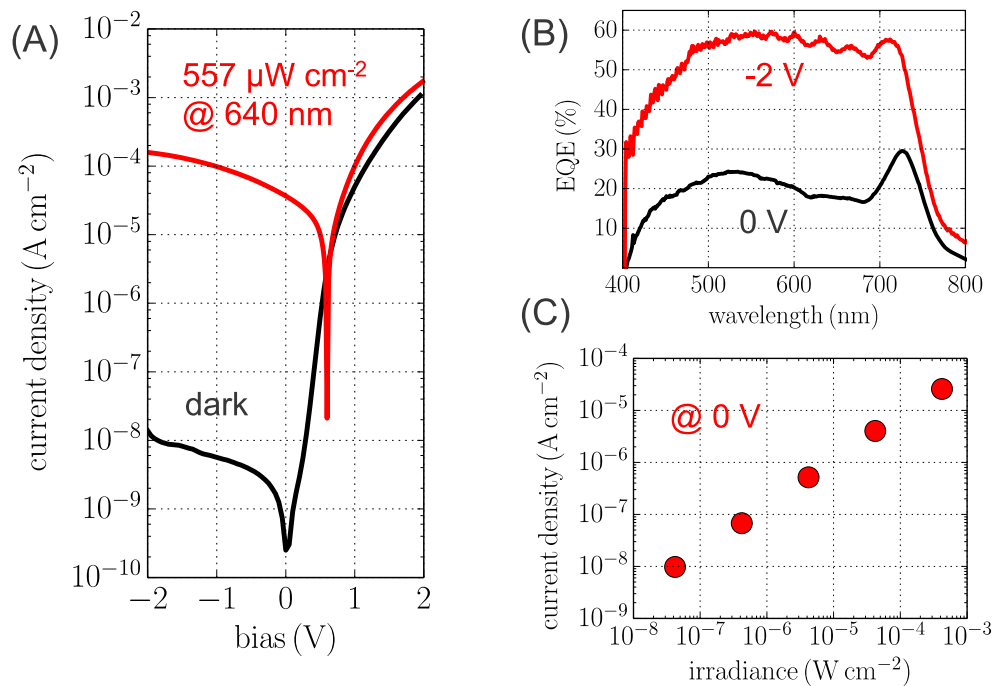 (A)
10⁻²
10⁻³
10⁻⁴
10⁻⁵
10⁻⁶
10⁻⁷
10⁻⁸
10⁻⁹
10⁻¹⁰
current density (A cm⁻²)
557 µW cm⁻²
@ 640 nm
dark
−2 −1 0 1 2
bias (V)
(B)
60
50
40
30
20
10
EQE (%)
-2 V
0 V
400 500 600 700 800
wavelength (nm)
(C)
10⁻⁴
10⁻⁵
10⁻⁶
10⁻⁷
10⁻⁸
10⁻⁹
current density (A cm⁻²)
@ 0 V
10⁻⁸ 10⁻⁷ 10⁻⁶ 10⁻⁵ 10⁻⁴ 10⁻³
irradiance (W cm⁻²)